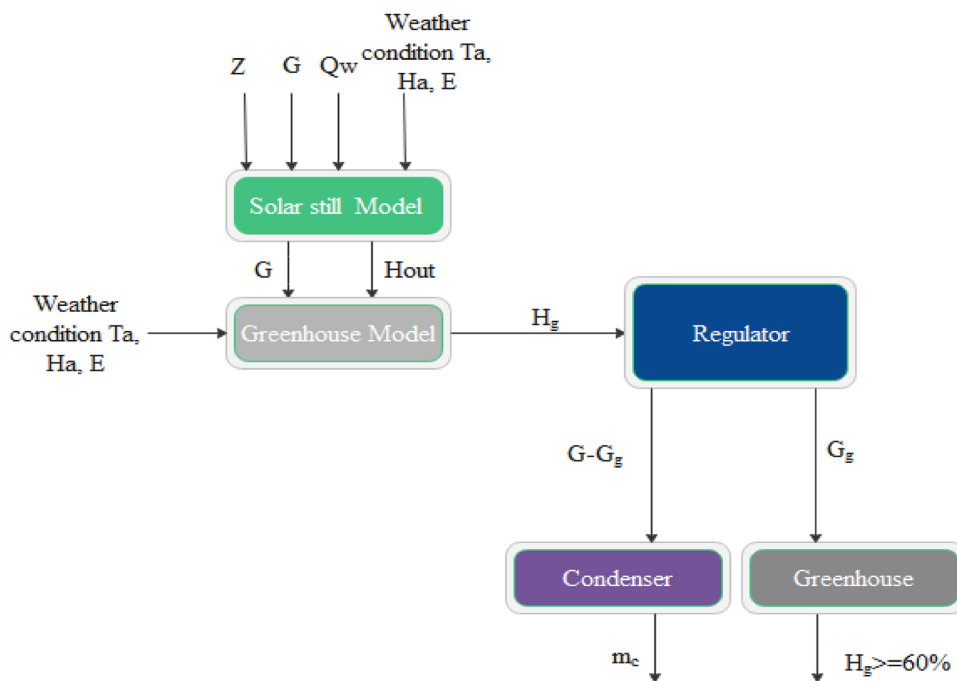 Weather
condition Ta,
Ha, E
Z
G
Qw
Solar still Model
G
Hout
Weather
condition Ta,
Ha, E
Greenhouse Model
Hg
Regulator
G-Gg
Gg
Condenser
Greenhouse
mc
Hg>=60%